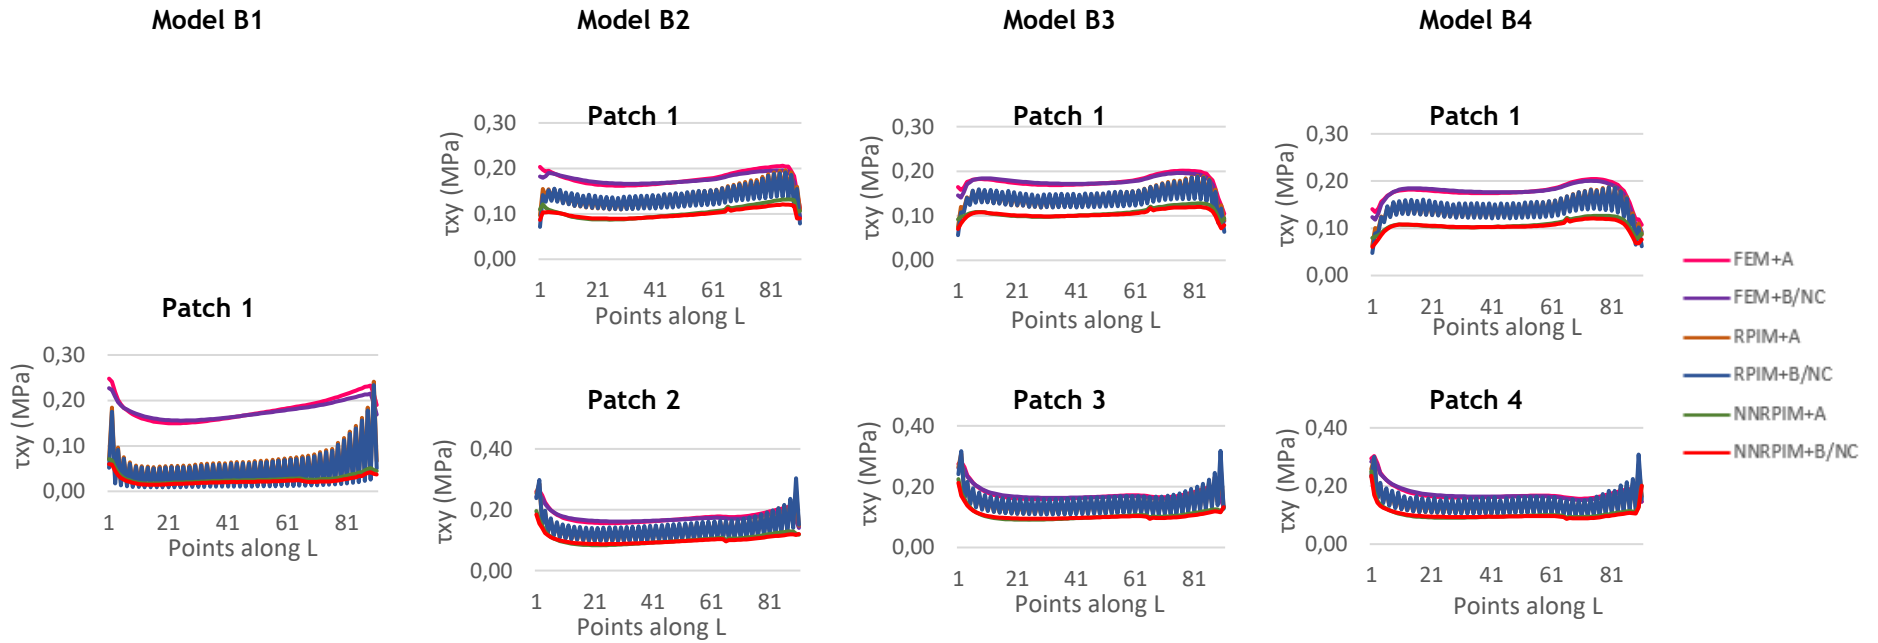 Model B1
Model B2
Model B3
Model B4
Patch 1
0,30
0,20
0,10
0,00
τxy (MPa)
1 21 41 61 81
Points along L
Patch 1
0,30
0,20
0,10
0,00
τxy (MPa)
1 21 41 61 81
Points along L
Patch 1
0,30
0,20
0,10
0,00
τxy (MPa)
1 21 41 61 81
Points along L
Patch 1
0,30
0,20
0,10
0,00
τxy (MPa)
1 21 41 61 81
Points along L
Patch 2
0,40
0,20
0,00
τxy (MPa)
1 21 41 61 81
Points along L
Patch 3
0,40
0,20
0,00
τxy (MPa)
1 21 41 61 81
Points along L
Patch 4
0,40
0,20
0,00
τxy (MPa)
1 21 41 61 81
Points along L
FEM+A
FEM+B/NC
RPIM+A
RPIM+B/NC
NNRPIM+A
NNRPIM+B/NC